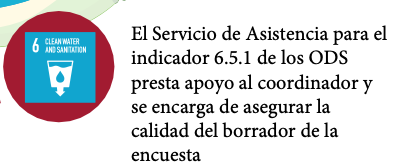 6 CLEAN WATER
AND SANITATION
El Servicio de Asistencia para el
indicador 6.5.1 de los ODS
presta apoyo al coordinador y
se encarga de asegurar la
calidad del borrador de la
encuesta